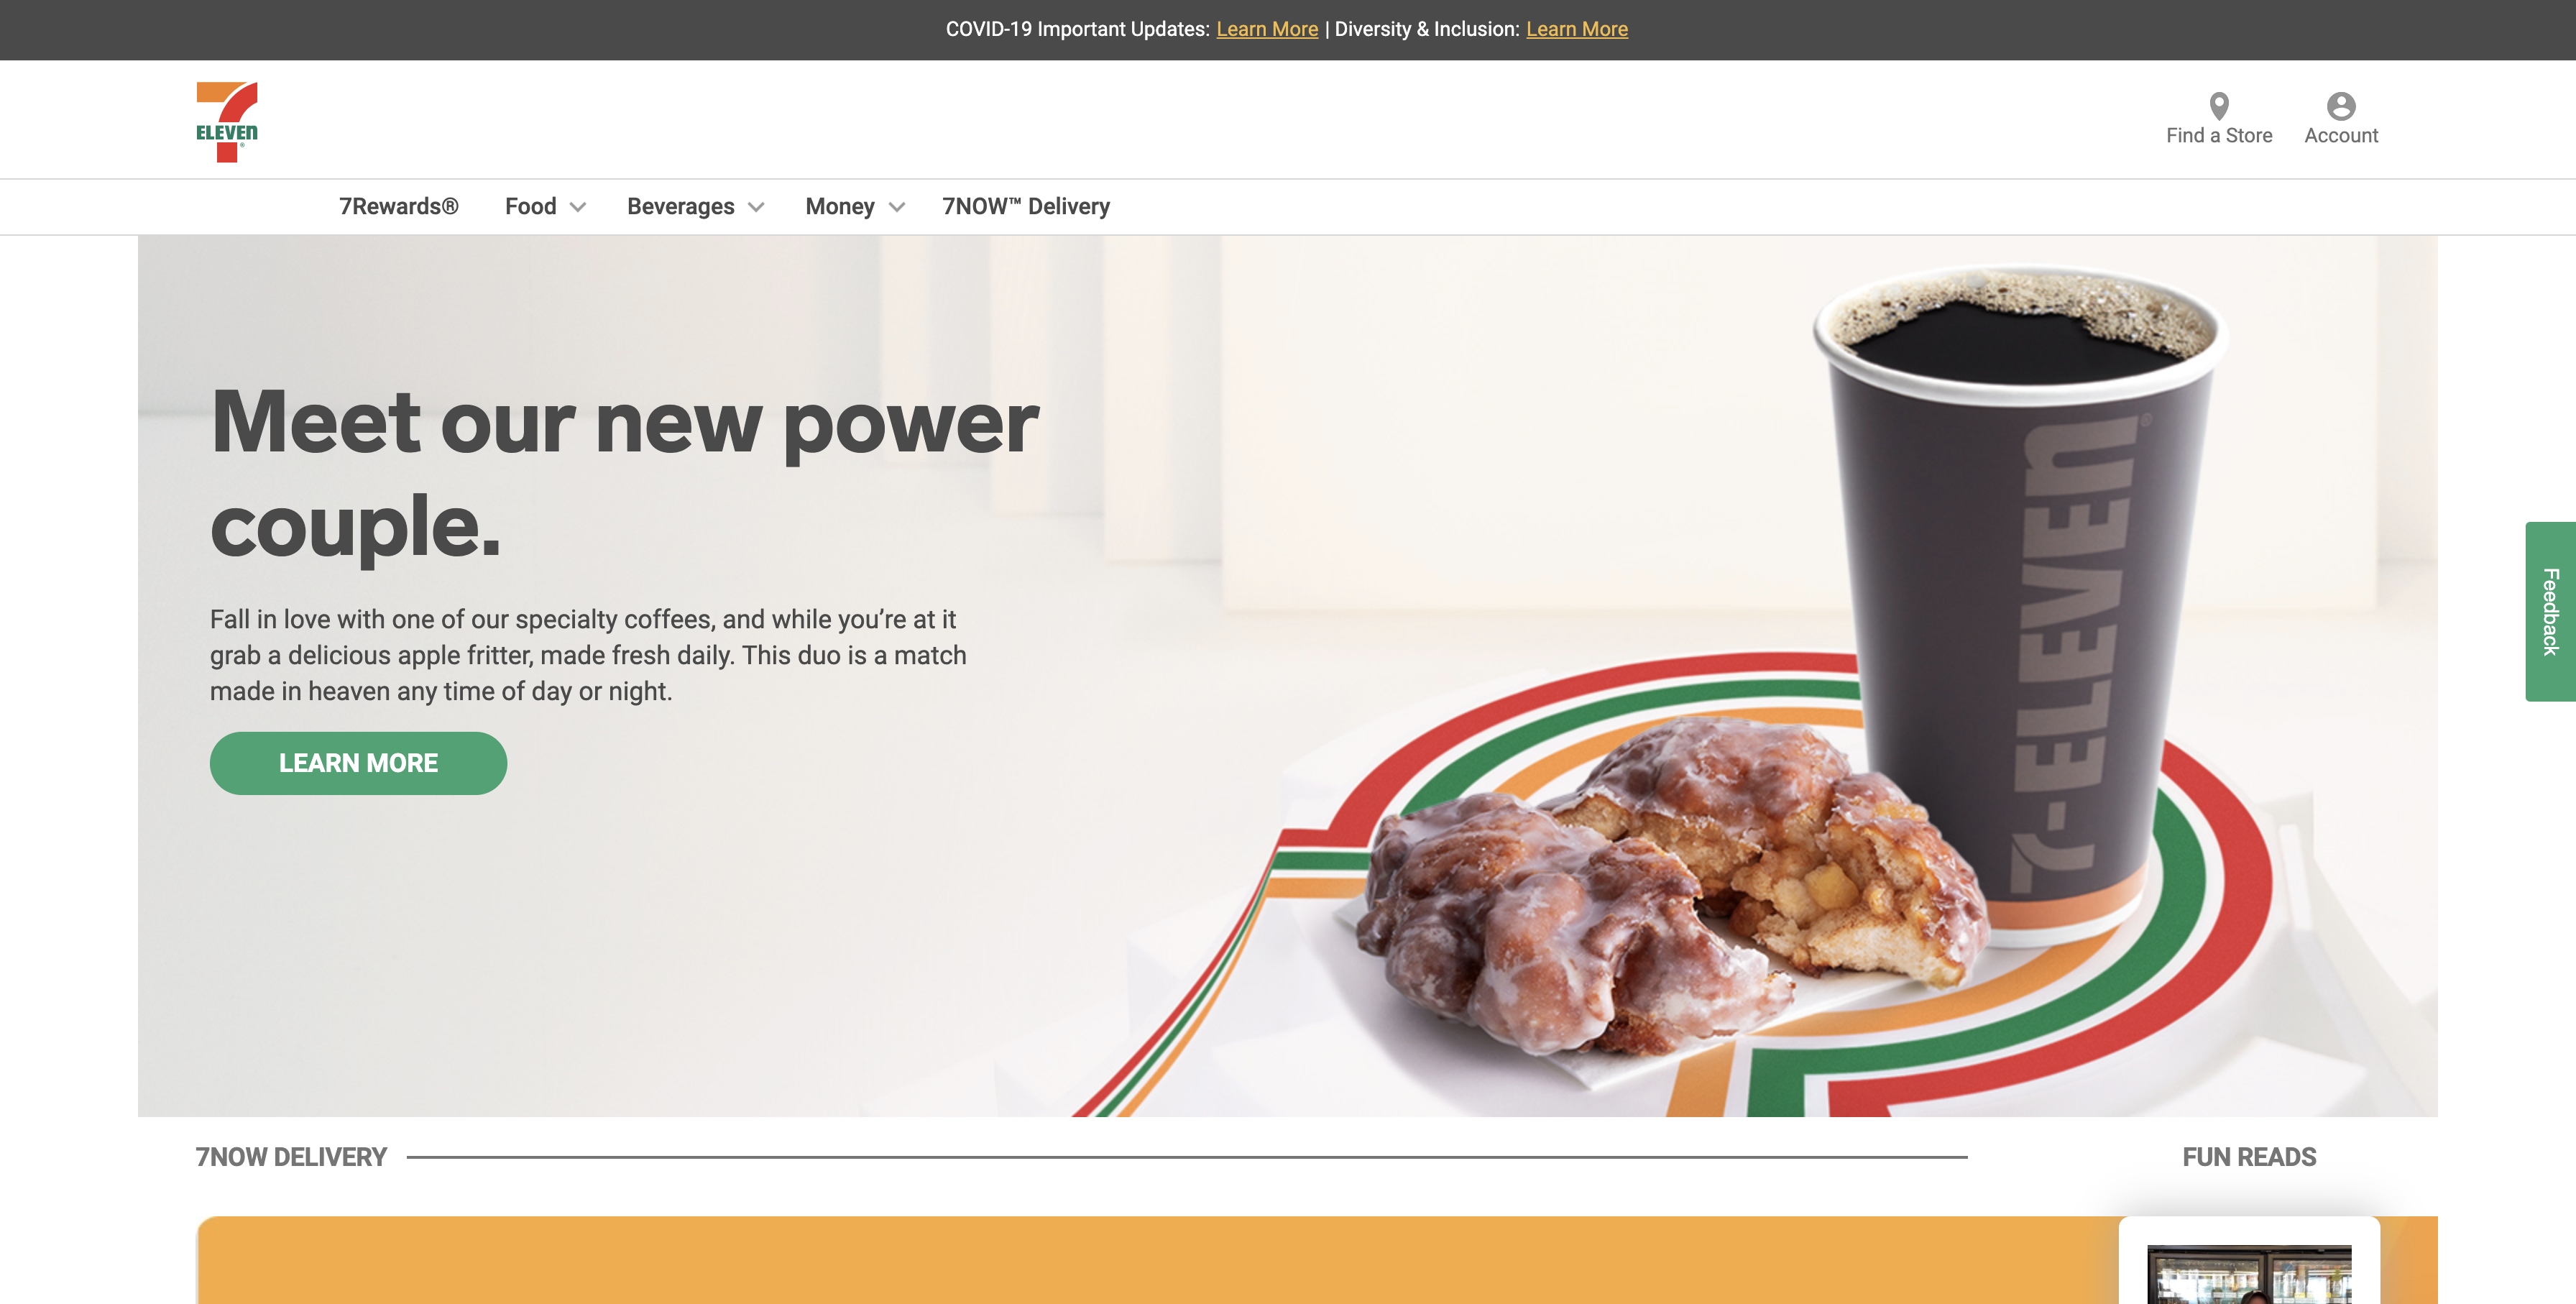 COVID-19 Important Updates: Learn More | Diversity & Inclusion: Learn More
7
ELEVEn
®
Find a Store
Account
7Rewards®
Food
Beverages
Money
7NOW™ Delivery
Meet our new power
couple.
Fall in love with one of our specialty coffees, and while you’re at it
grab a delicious apple fritter, made fresh daily. This duo is a match
made in heaven any time of day or night.
LEARN MORE
7-ELEVEn®
Feedback
7NOW DELIVERY
FUN READS